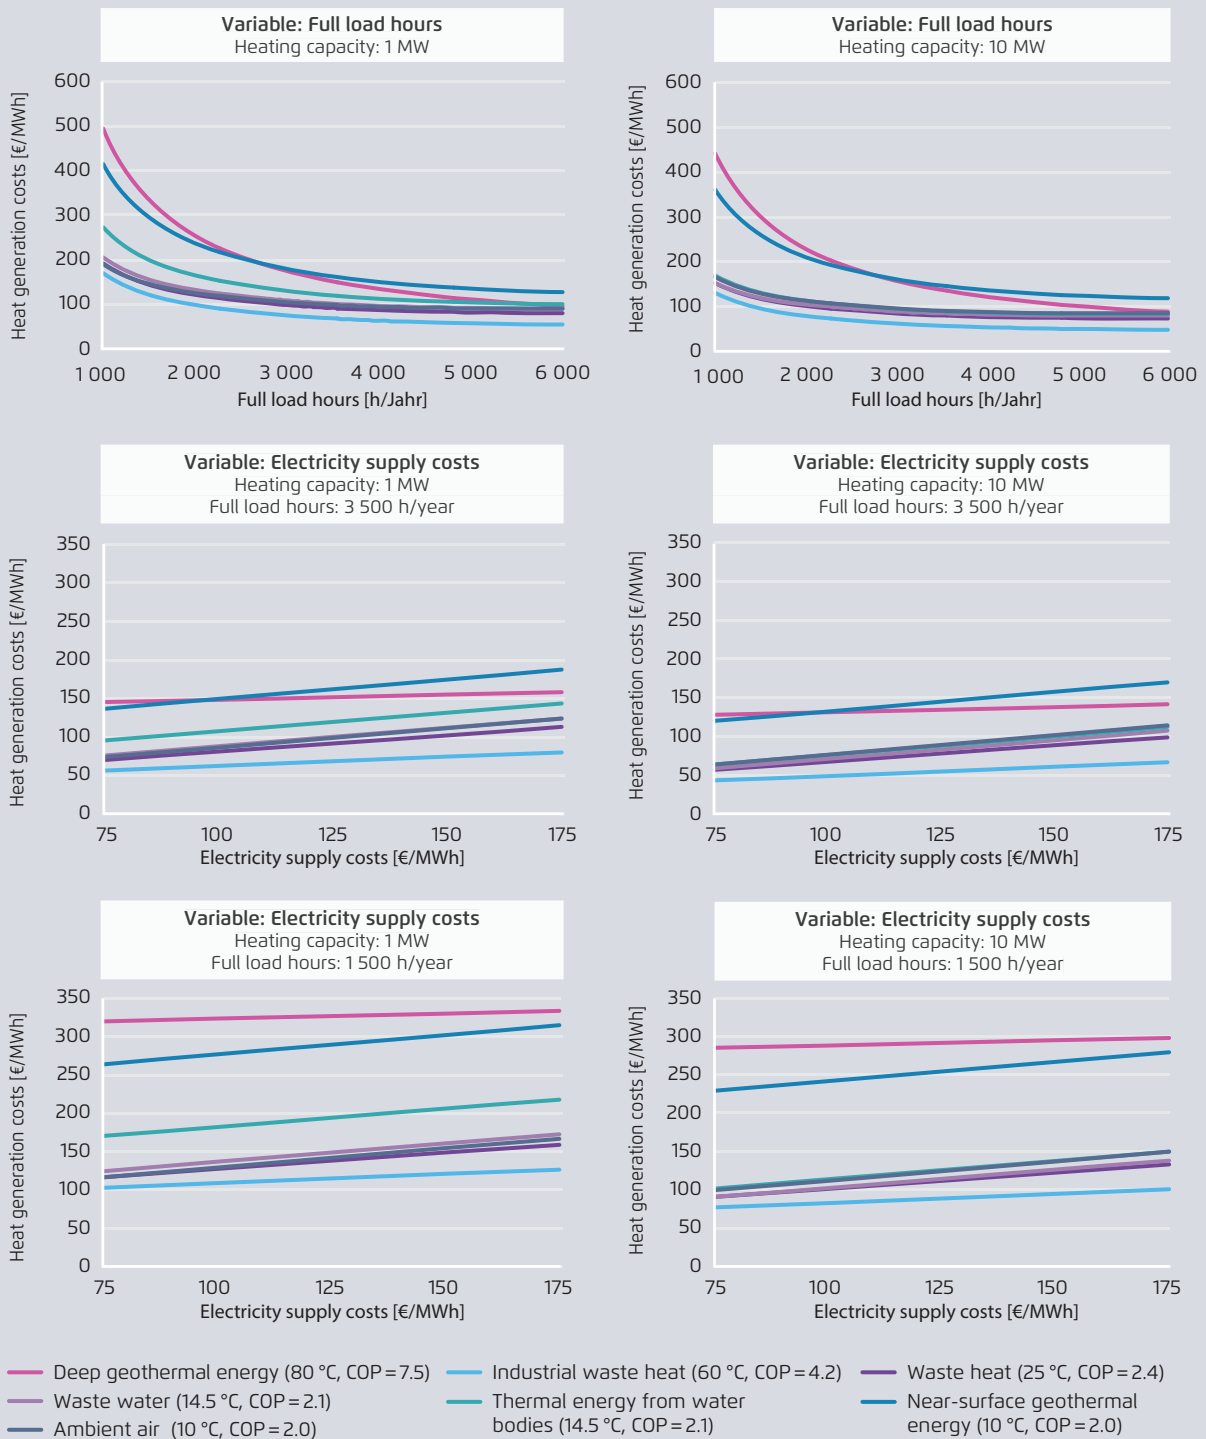 Variable: Full load hours
Heating capacity: 1 MW
Heat generation costs [€/MWh]
600
500
400
300
200
100
0
1 000 2 000 3 000 4 000 5 000 6 000
Full load hours [h/Jahr]
Variable: Full load hours
Heating capacity: 10 MW
Heat generation costs [€/MWh]
600
500
400
300
200
100
0
1 000 2 000 3 000 4 000 5 000 6 000
Full load hours [h/Jahr]
Variable: Electricity supply costs
Heating capacity: 1 MW
Full load hours: 3 500 h/year
Heat generation costs [€/MWh]
350
300
250
200
150
100
50
0
75 100 125 150 175
Electricity supply costs [€/MWh]
Variable: Electricity supply costs
Heating capacity: 10 MW
Full load hours: 3 500 h/year
Heat generation costs [€/MWh]
350
300
250
200
150
100
50
0
75 100 125 150 175
Electricity supply costs [€/MWh]
Variable: Electricity supply costs
Heating capacity: 1 MW
Full load hours: 1 500 h/year
Heat generation costs [€/MWh]
350
300
250
200
150
100
50
0
75 100 125 150 175
Electricity supply costs [€/MWh]
Variable: Electricity supply costs
Heating capacity: 10 MW
Full load hours: 1 500 h/year
Heat generation costs [€/MWh]
350
300
250
200
150
100
50
0
75 100 125 150 175
Electricity supply costs [€/MWh]
Deep geothermal energy (80 °C, COP = 7.5)
Waste water (14.5 °C, COP = 2.1)
Ambient air (10 °C, COP = 2.0)
Industrial waste heat (60 °C, COP = 4.2)
Thermal energy from water
bodies (14.5 °C, COP = 2.1)
Waste heat (25 °C, COP = 2.4)
Near-surface geothermal
energy (10 °C, COP = 2.0)